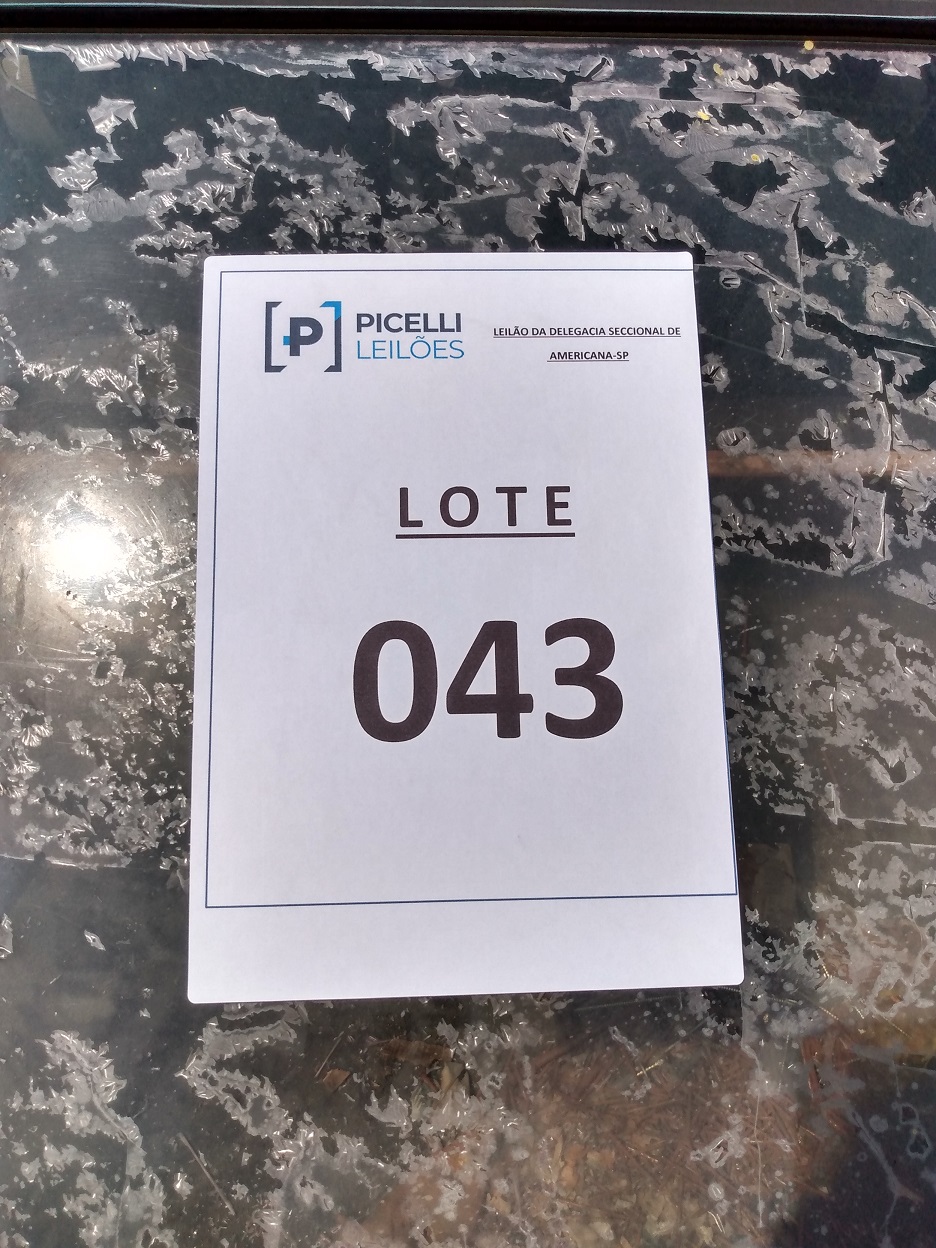 PICELLI
LEILÕES
LEILÃO DA DELEGACIA SECCIONAL DE
AMERICANA-SP
LOTE
043